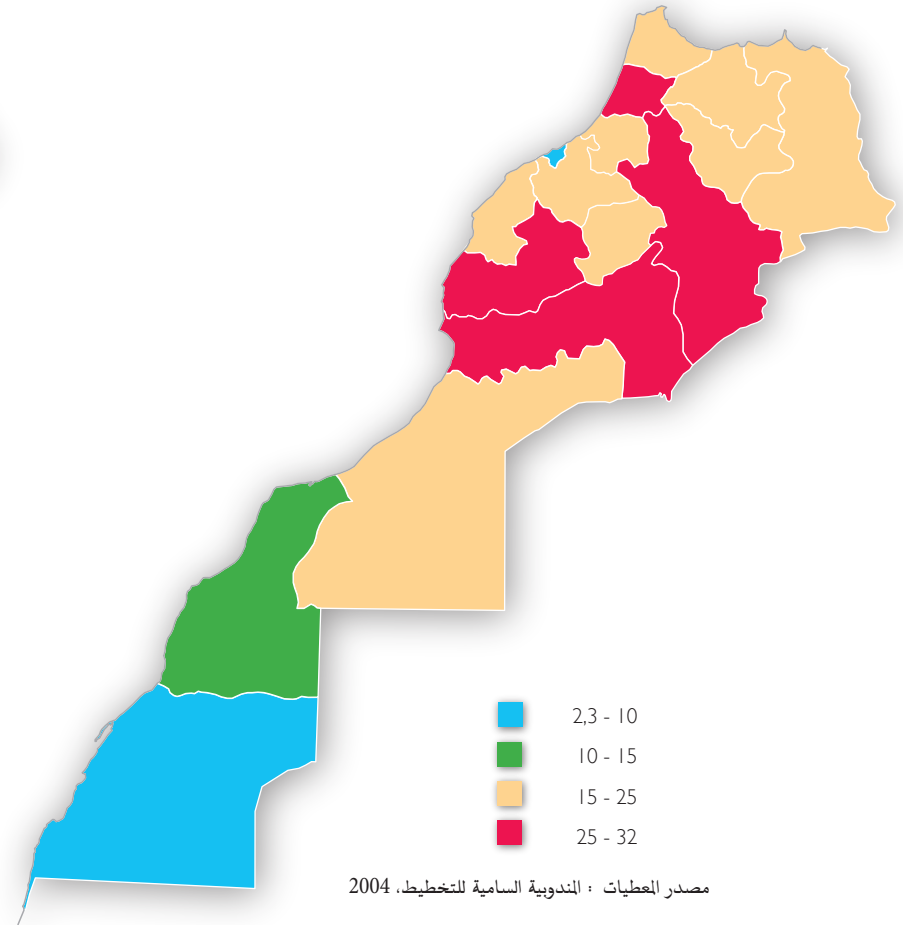 2,3 - 10
10 - 15
15 - 25
25 - 32
مصدر المعطيات : المندوبية السامية للتخطيط، 2004